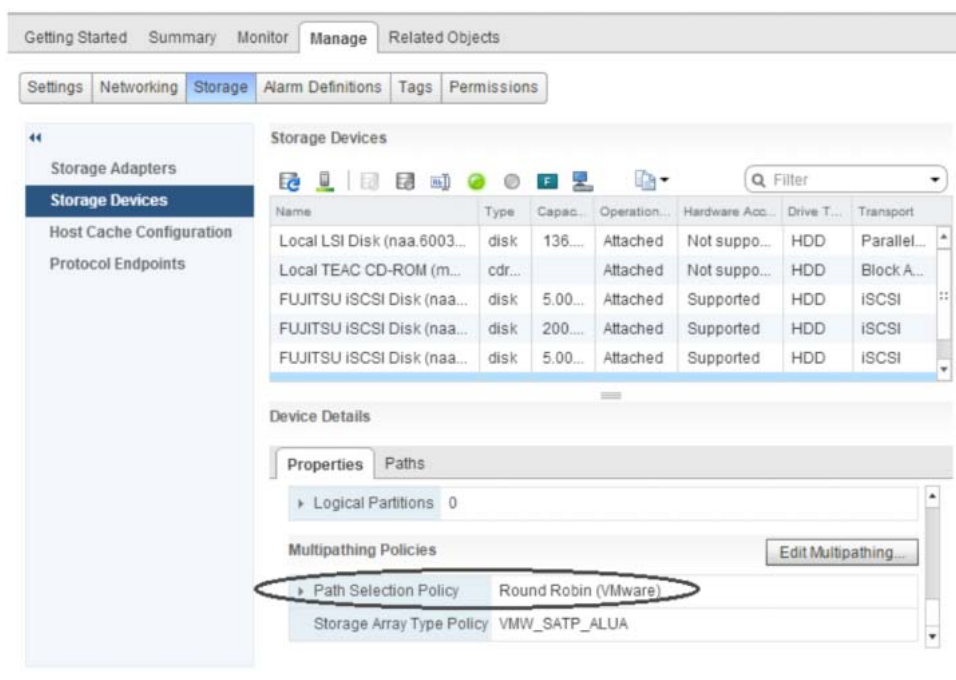 Getting Started Summary Monitor Manage Related Objects
Settings Networking Storage Alarm Definitions Tags Permissions
Storage Adapters
Storage Devices
Host Cache Configuration
Protocol Endpoints
Storage Devices
Filter
Name Type Capac... Operation... Hardware Acc... Drive T... Transport
Local LSI Disk (naa.6003... disk 136.... Attached Not suppo... HDD Parallel...
Local TEAC CD-ROM (m... cdr... Attached Not suppo... HDD Block A...
FUJITSU iSCSI Disk (naa... disk 5.00... Attached Supported HDD iSCSI
FUJITSU iSCSI Disk (naa... disk 200.... Attached Supported HDD iSCSI
FUJITSU iSCSI Disk (naa... disk 5.00... Attached Supported HDD iSCSI
Device Details
Properties Paths
Logical Partitions 0
Multipathing Policies Edit Multipathing...
Path Selection Policy Round Robin (VMware)
Storage Array Type Policy VMW_SATP_ALUA